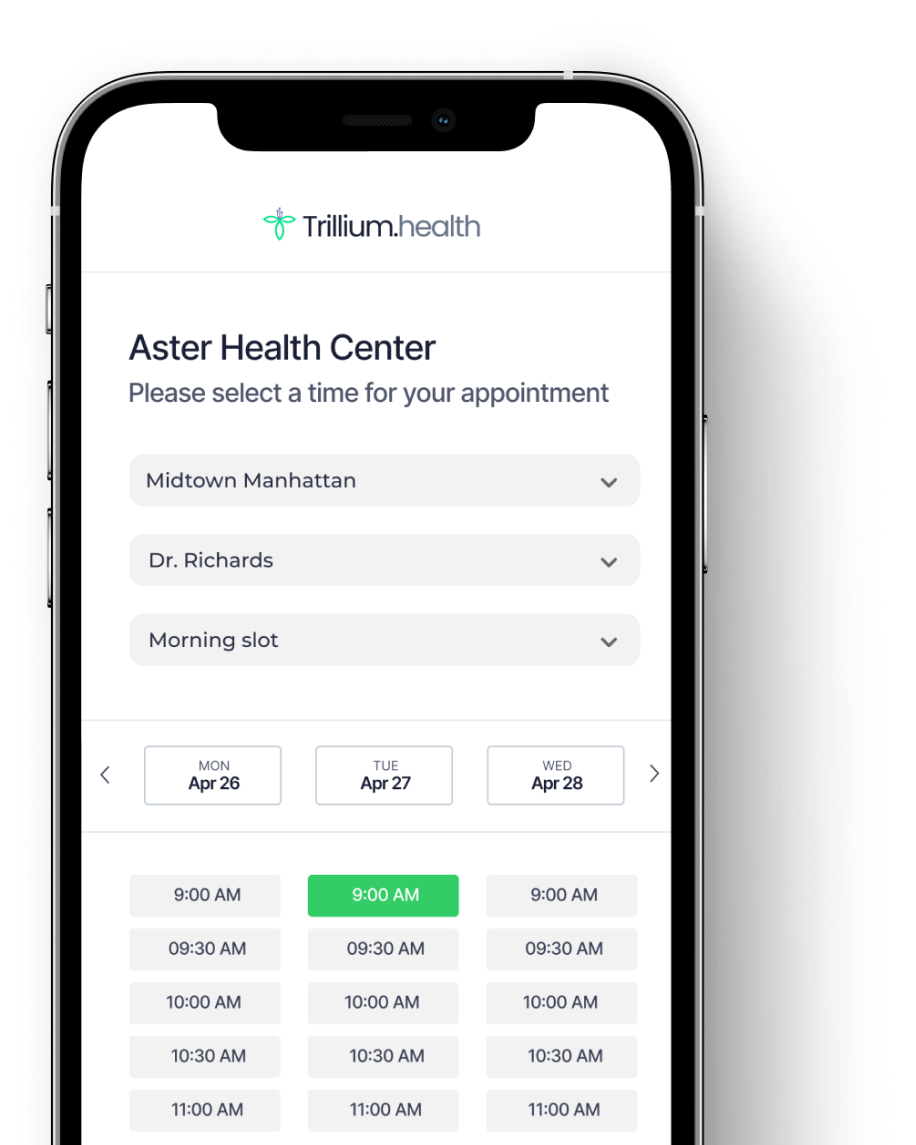 Trillium.health
Aster Health Center
Please select a time for your appointment
Midtown Manhattan
Dr. Richards
Morning slot
MON TUE WED
Apr 26 Apr 27 Apr 28
9:00 AM 9:00 AM 9:00 AM
09:30 AM 09:30 AM 09:30 AM
10:00 AM 10:00 AM 10:00 AM
10:30 AM 10:30 AM 10:30 AM
11:00 AM 11:00 AM 11:00 AM